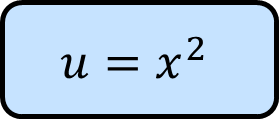 u = x²